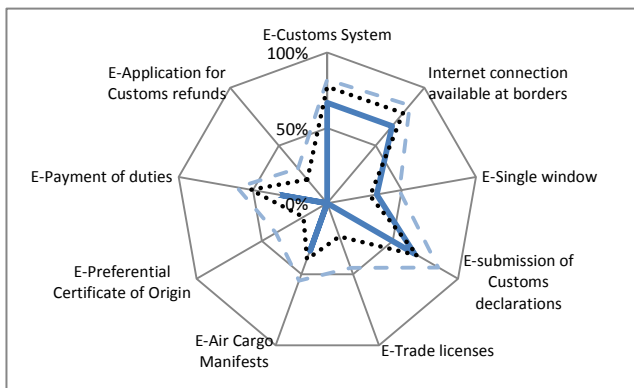 E-Customs System
100%
E-Application for
Customs refunds
Internet connection
available at borders
50%
E-Payment of duties
E-Single window
0%
E-Preferential
Certificate of Origin
E-submission of
Customs
declarations
E-Air Cargo
Manifests
E-Trade licenses